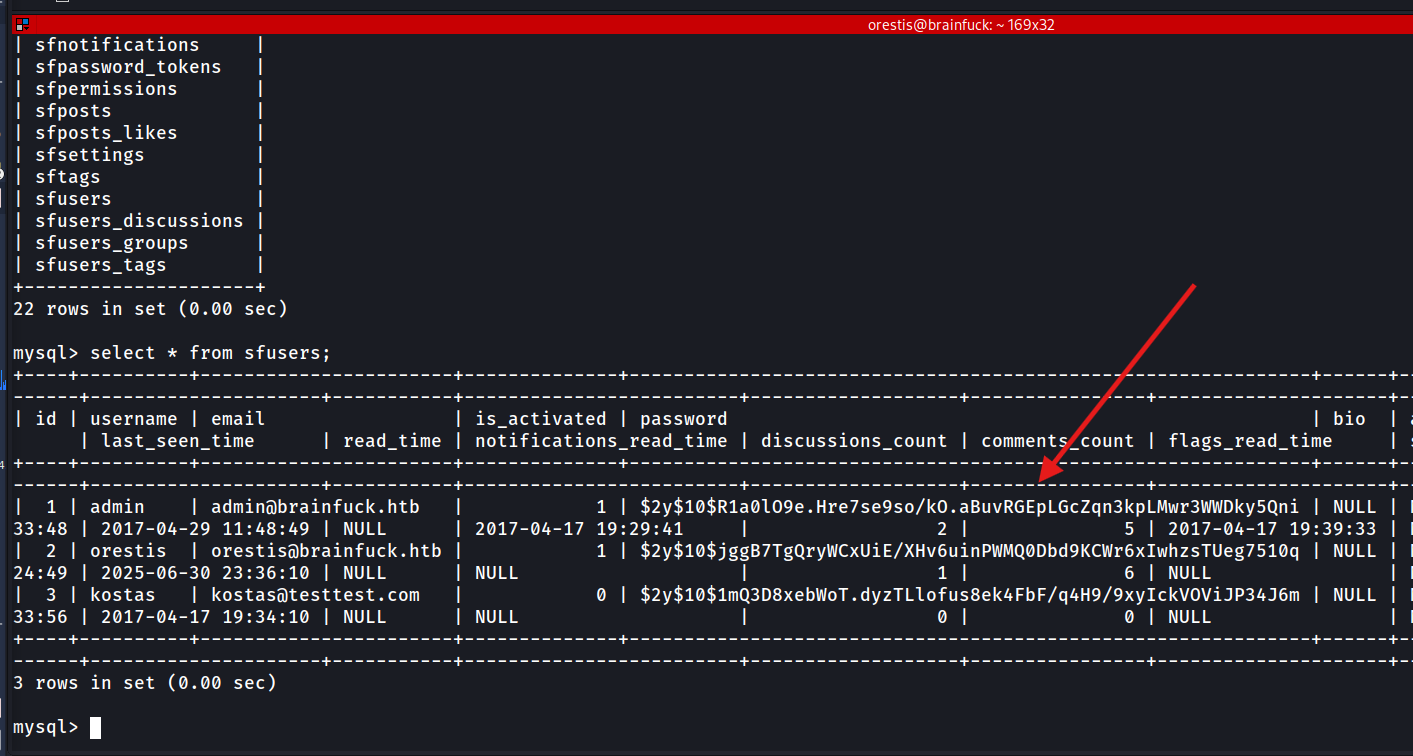 orestis@brainfuck: ~ 169x32
| sfnotifications     |
| sfpassword_tokens   |
| sfpermissions       |
| sfposts             |
| sfposts_likes       |
| sfsettings          |
| sftags              |
| sfusers             |
| sfusers_discussions |
| sfusers_groups      |
| sfusers_tags        |
+---------------------+
22 rows in set (0.00 sec)
mysql> select * from sfusers;
+----+----------+-----------------------+--------------+--------------------------------------------------------------+------+--
------+---------------------+-----------+-------------------------+-------------------+----------------+---------------------+--
| id | username | email                 | is_activated | password                                                     | bio  |
      | last_seen_time      | read_time | notifications_read_time | discussions_count | comments_count | flags_read_time     |
+----+----------+-----------------------+--------------+--------------------------------------------------------------+------+--
------+---------------------+-----------+-------------------------+-------------------+----------------+---------------------+--
|  1 | admin    | admin@brainfuck.htb   |            1 | $2y$10$R1a0lO9e.Hre7se9so/kO.aBuvRGEpLGcZqn3kpLMwr3WWDky5Qni | NULL |
33:48 | 2017-04-29 11:48:49 | NULL      | 2017-04-17 19:29:41     |                 2 |              5 | 2017-04-17 19:39:33 |
|  2 | orestis  | orestis@brainfuck.htb |            1 | $2y$10$jggB7TgQryWCxUiE/XHv6uinPWMQ0Dbd9KCWr6xIwhzsTUeg7510q | NULL |
24:49 | 2025-06-30 23:36:10 | NULL      | NULL                    |                 1 |              6 | NULL                |
|  3 | kostas   | kostas@testtest.com   |            0 | $2y$10$1mQ3D8xebWoT.dyzTLlofus8ek4FbF/q4H9/9xyIckVOViJP34J6m | NULL |
33:56 | 2017-04-17 19:34:10 | NULL      | NULL                    |                 0 |              0 | NULL                |
+----+----------+-----------------------+--------------+--------------------------------------------------------------+------+--
------+---------------------+-----------+-------------------------+-------------------+----------------+---------------------+--
3 rows in set (0.00 sec)
mysql>